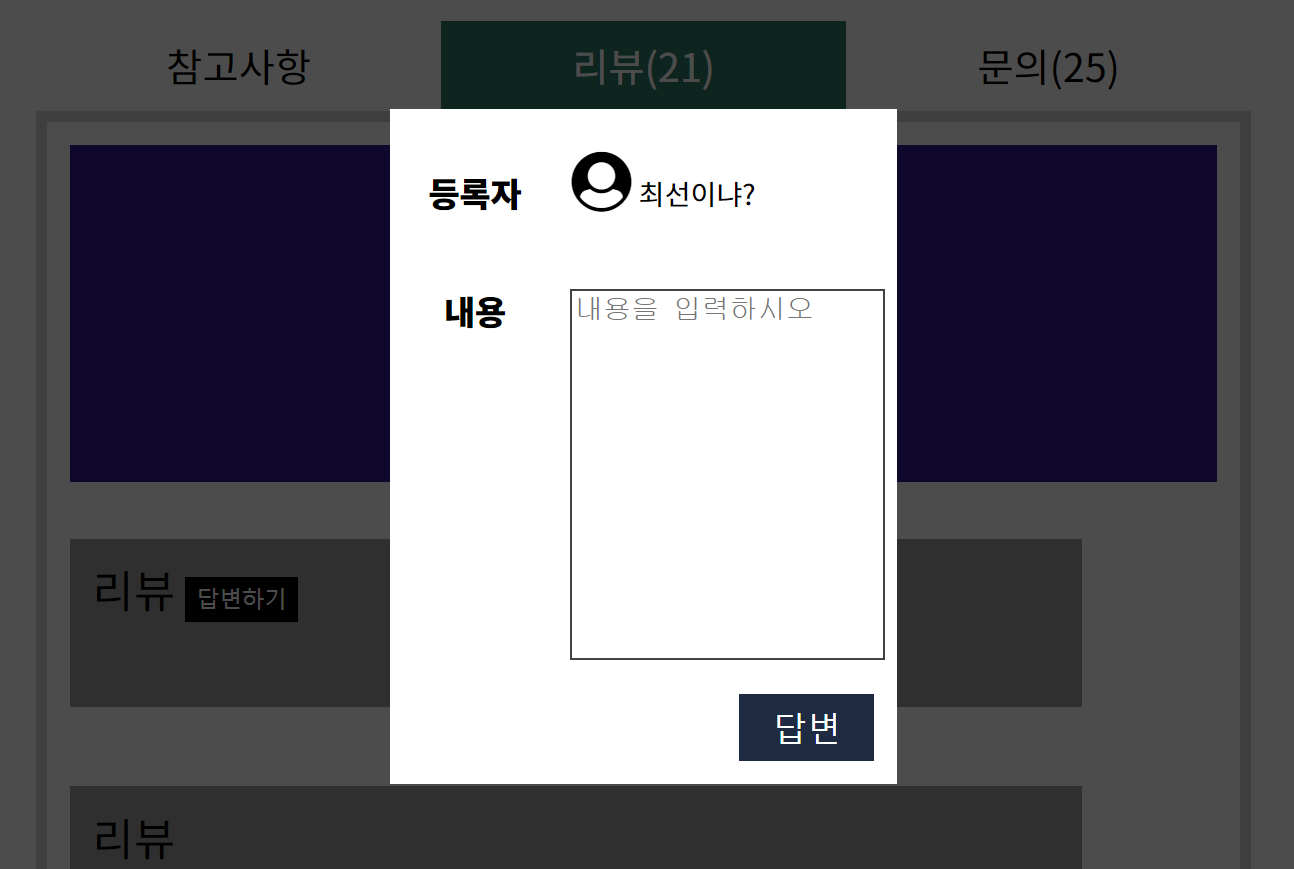 참고사항
리뷰(21)
문의(25)
등록자
최선이냐?
내용
내용을 입력하시오
답변
리뷰
답변하기
리뷰